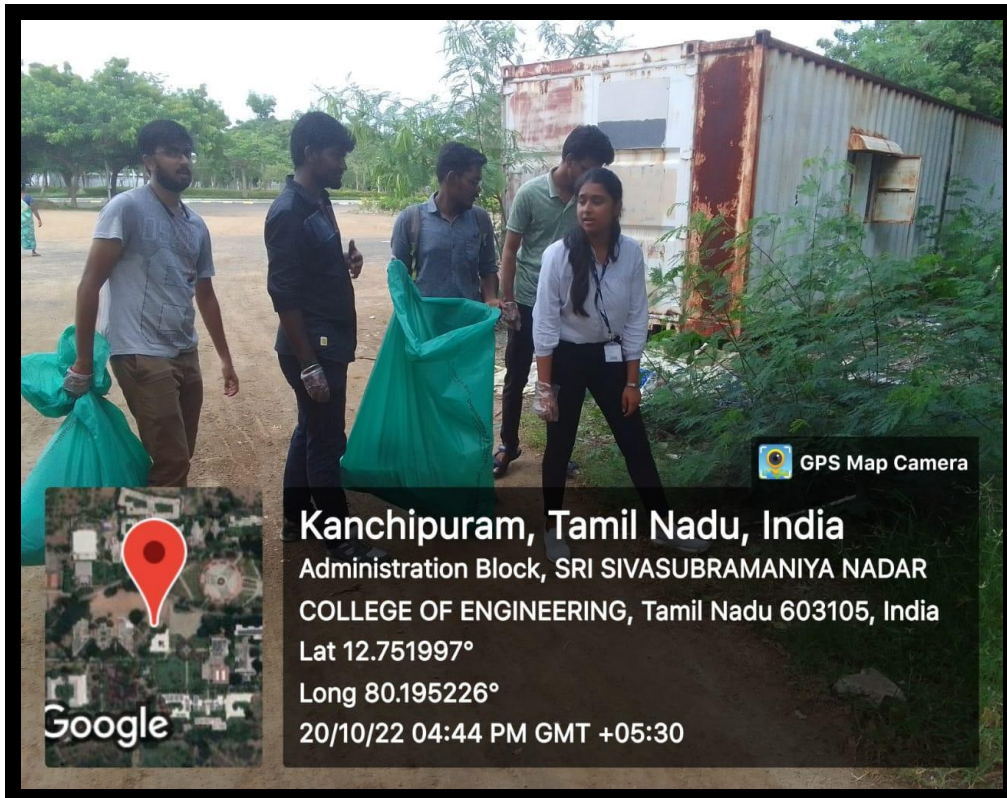 GPS Map Camera
Kanchipuram, Tamil Nadu, India
Administration Block, SRI SIVASUBRAMANIYA NADAR
COLLEGE OF ENGINEERING, Tamil Nadu 603105, India
Lat 12.751997°
Long 80.195226°
20/10/22 04:44 PM GMT +05:30
Google